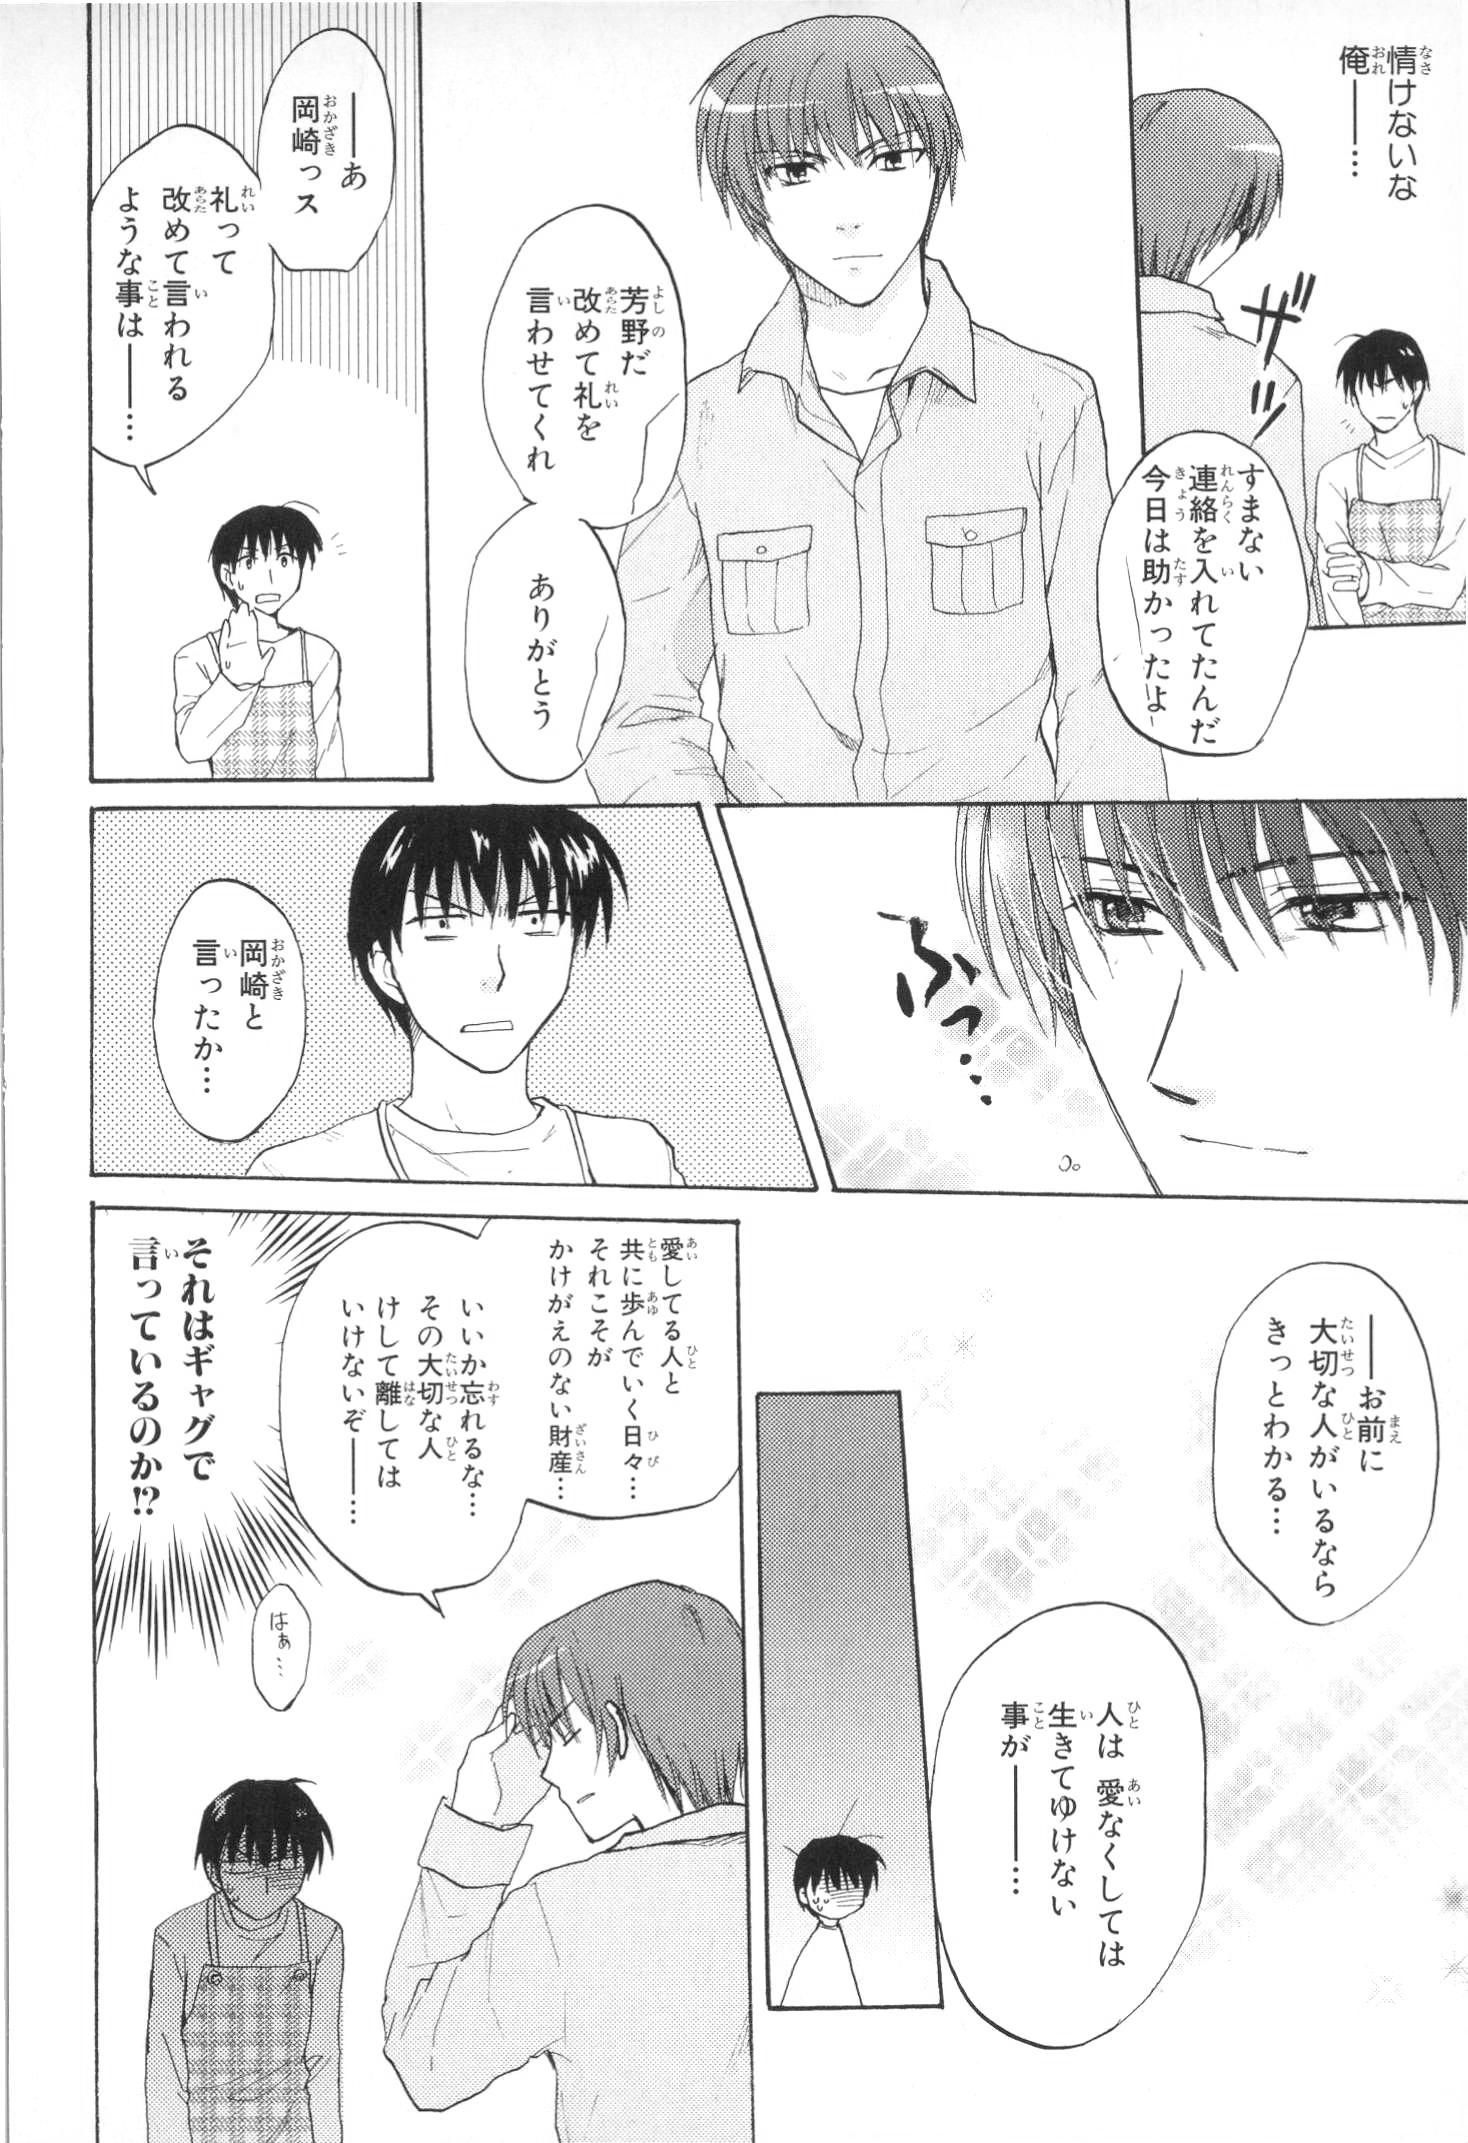 情けないな
俺――…
ザッ
すまない
連絡を入れてたんだ
今日は助かったよ
芳野だ
改めて礼を
言わせてくれ
ありがとう
――あ
岡崎っス
礼って
改めて言われる
ような事は――…
ふっ…
岡崎と
言ったか…
――お前に
大切な人がいるなら
きっとわかる…
人は 愛なくしては
生きてゆけない
事が――…
愛してる人と
共に歩んでいく日々…
それこそが
かけがえのない財産…
いいか忘れるな…
その大切な人
けして離しては
いけないぞ――…
それはギャグで
言っているのか!?
はぁ…